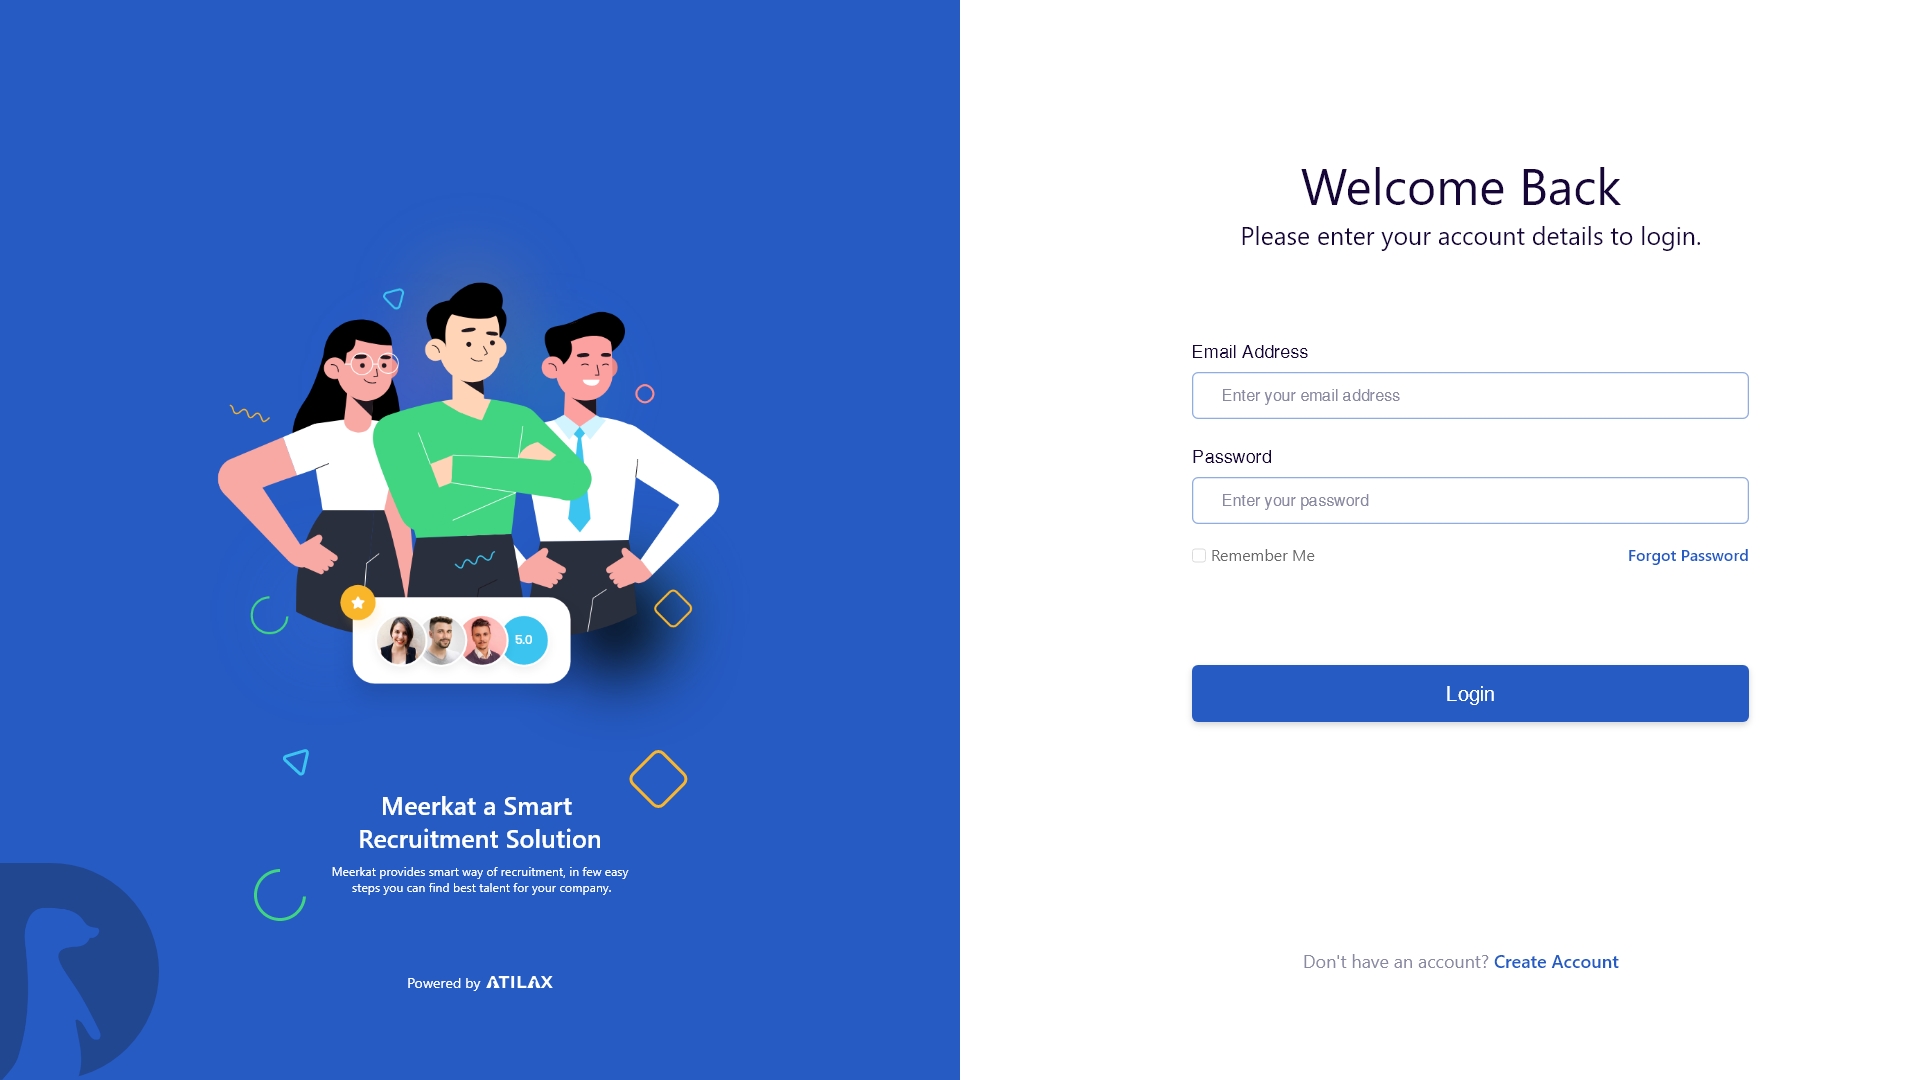 5.0
Meerkat a Smart
Recruitment Solution
Meerkat provides smart way of recruitment, in few easy
steps you can find best talent for your company.
Powered by ATILAX
Welcome Back
Please enter your account details to login.
Email Address
Enter your email address
Password
Enter your password
Remember Me
Forgot Password
Login
Don't have an account? Create Account